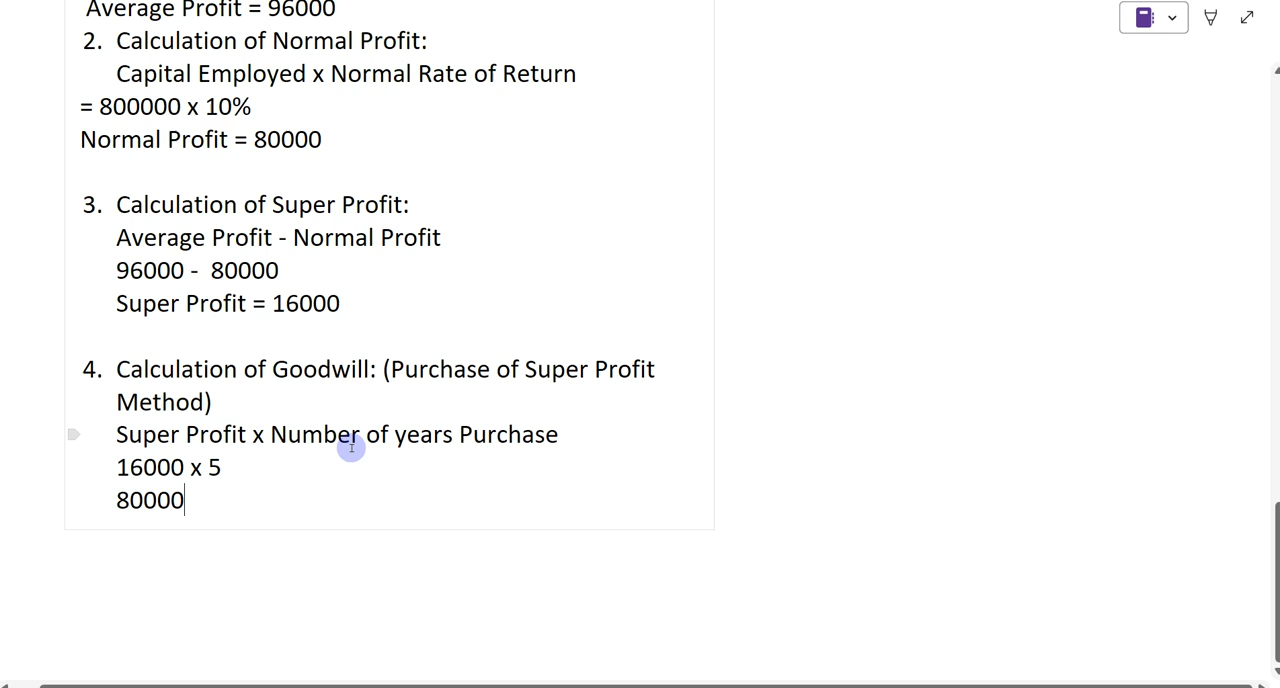 Average Profit = 96000
2. Calculation of Normal Profit:
Capital Employed x Normal Rate of Return
= 800000 x 10%
Normal Profit = 80000
3. Calculation of Super Profit:
Average Profit - Normal Profit
96000 - 80000
Super Profit = 16000
4. Calculation of Goodwill: (Purchase of Super Profit
Method)
Super Profit x Number of years Purchase
16000 x 5
80000